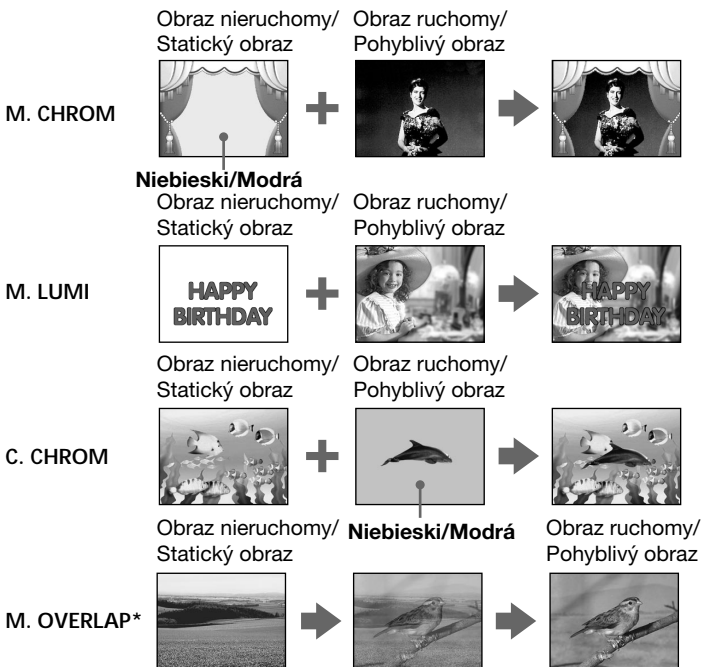 Obraz nieruchomy/ Obraz ruchomy/
Statický obraz Pohyblivý obraz
M. CHROM
Niebieski/Modrá
Obraz nieruchomy/ Obraz ruchomy/
Statický obraz Pohyblivý obraz
M. LUMI
HAPPY
BIRTHDAY
HAPPY
BIRTHDAY
Obraz nieruchomy/ Obraz ruchomy/
Statický obraz Pohyblivý obraz
C. CHROM
Obraz nieruchomy/ Niebieski/Modrá Obraz ruchomy/
Statický obraz Pohyblivý obraz
M. OVERLAP*